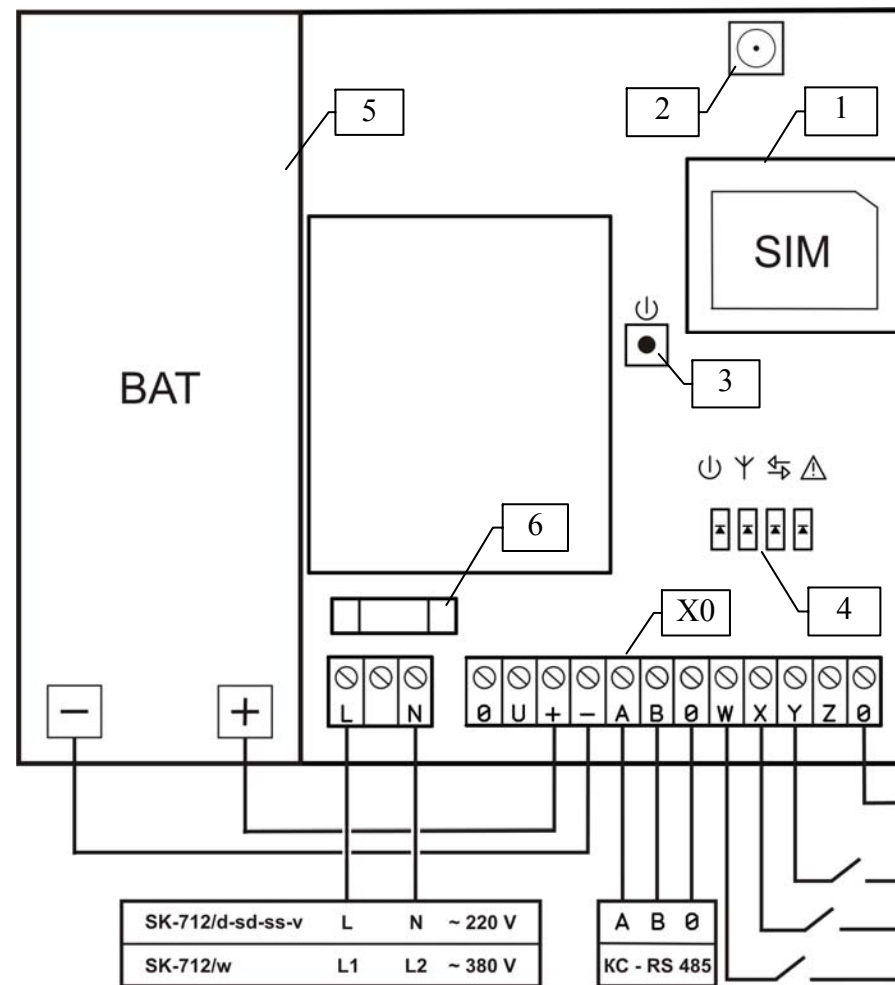 2
1
5
SIM
BAT
3
6
X0
4
L N
0 U + − A B 0 W X Y Z 0
− +
SK-712/d-sd-ss-v L N ~ 220 V
SK-712/w L1 L2 ~ 380 V
A B 0
КС - RS 485